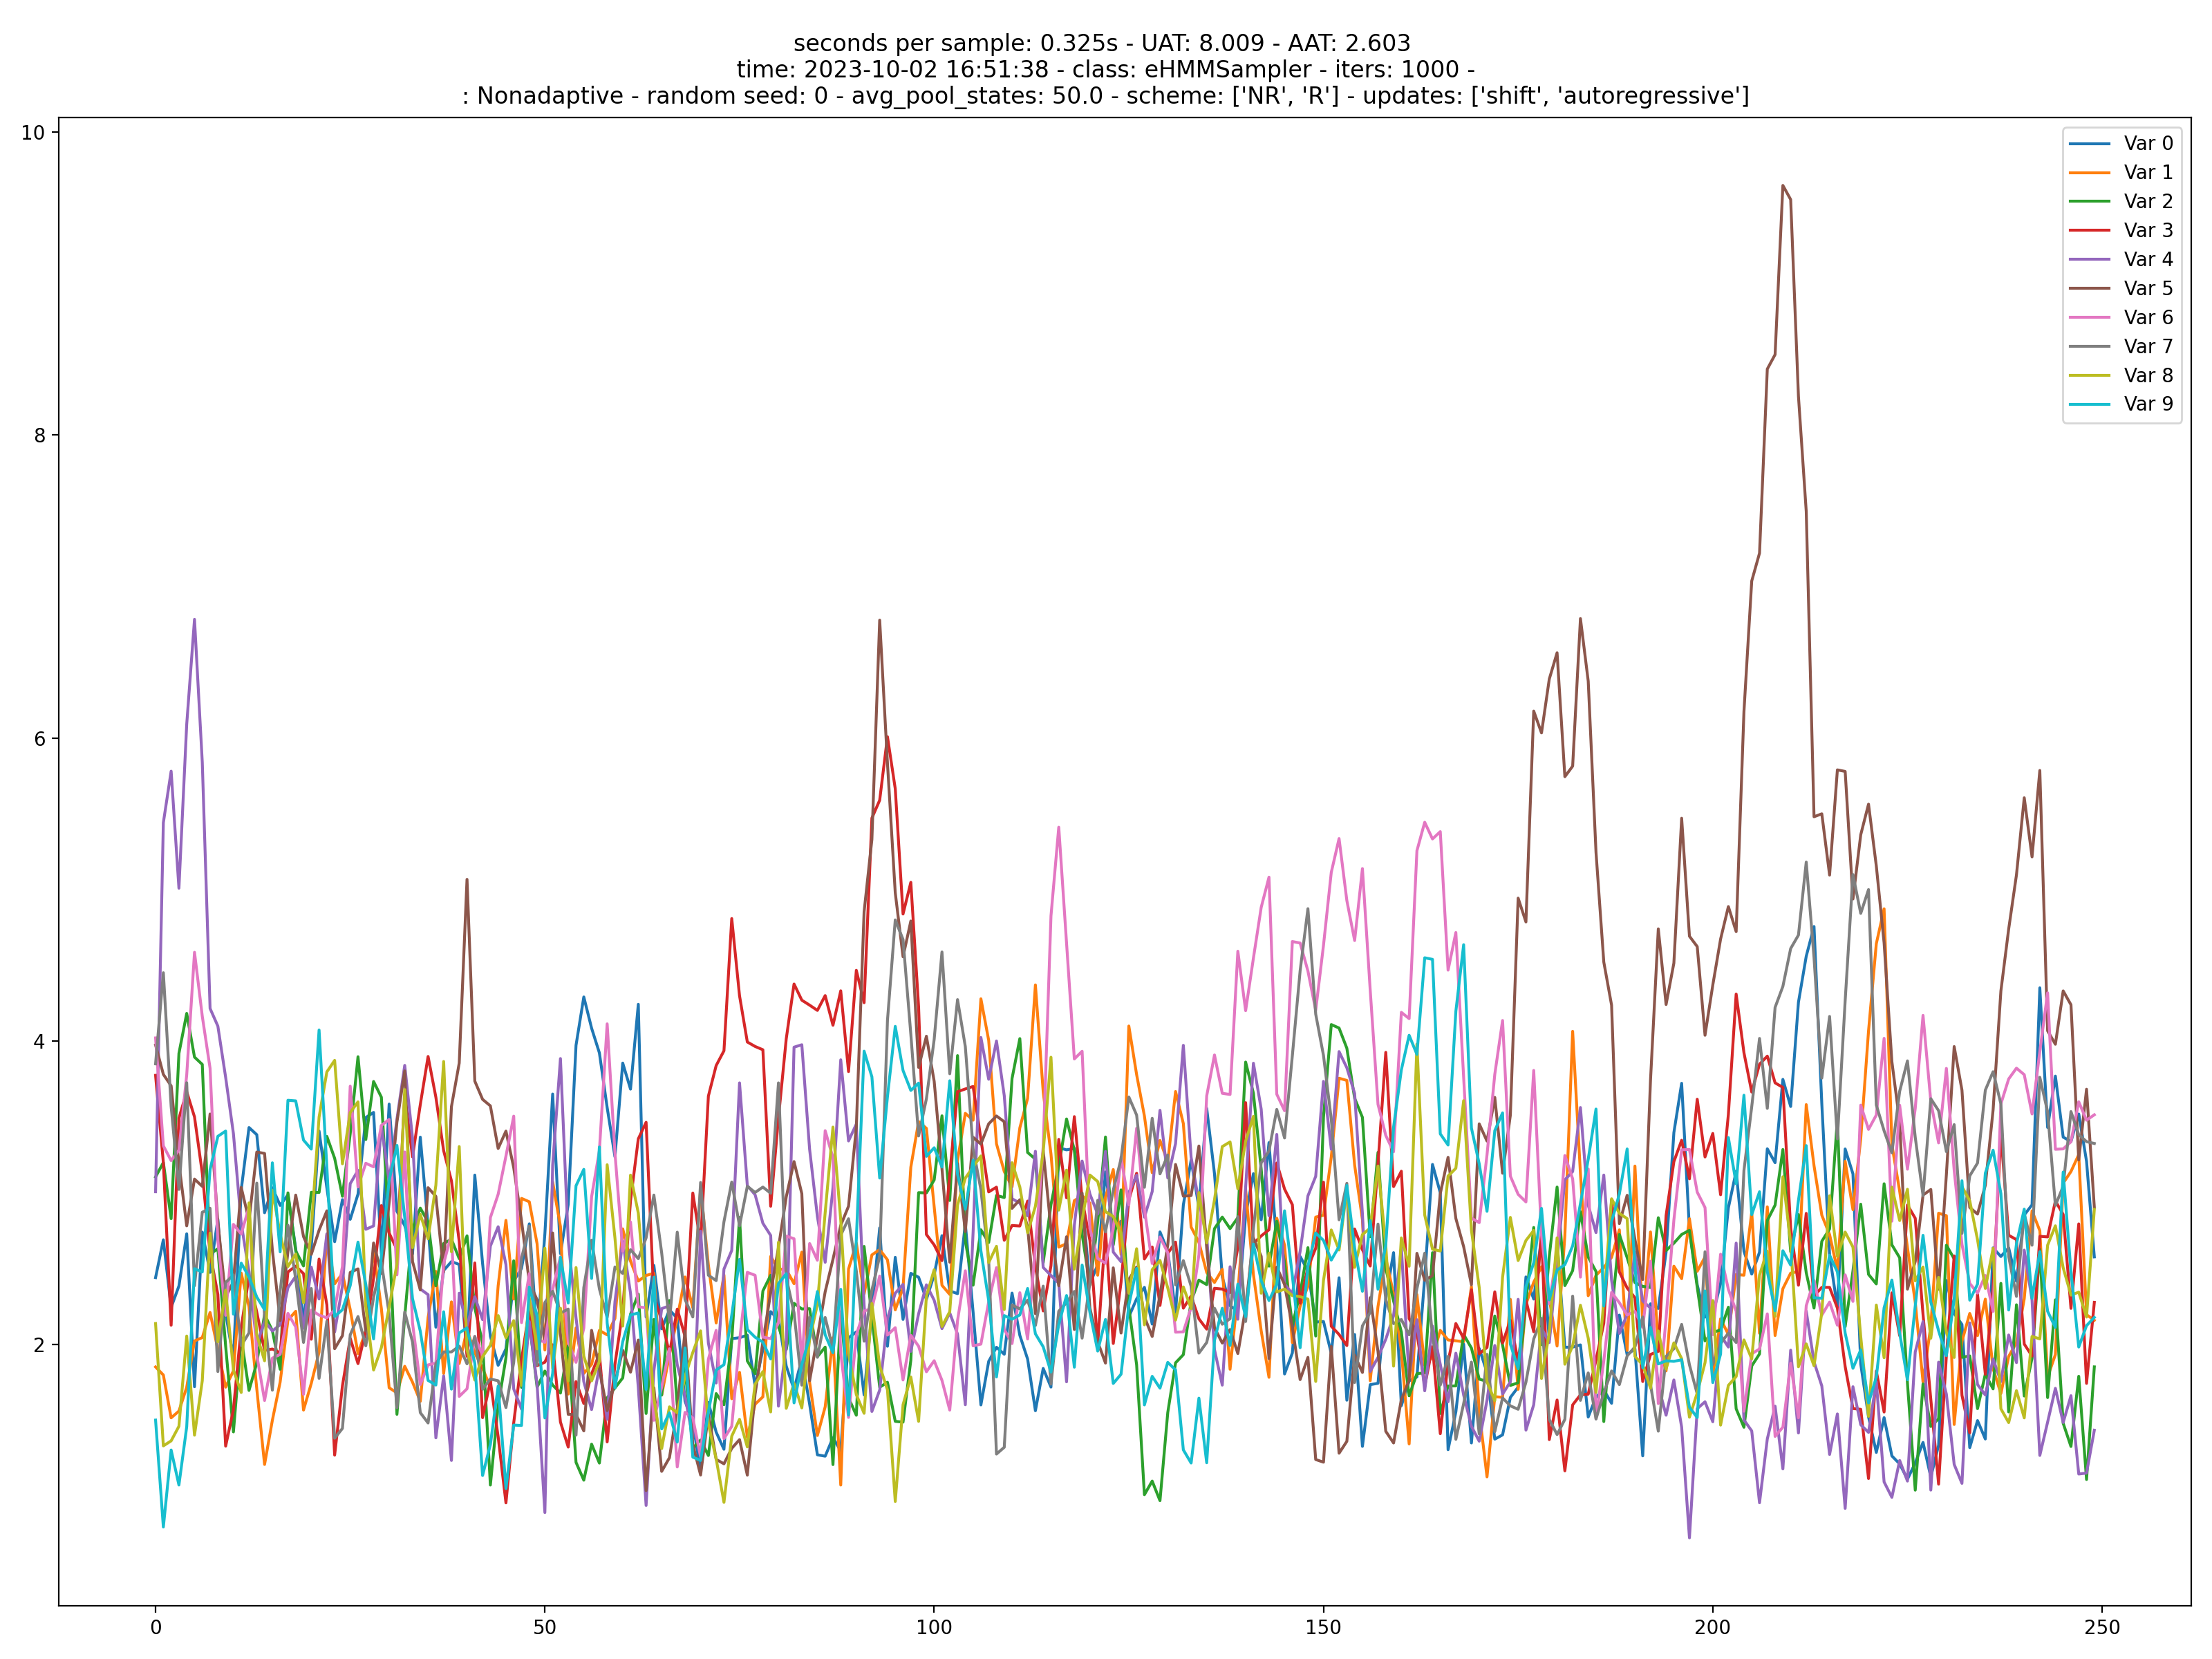 seconds per sample: 0.325s - UAT: 8.009 - AAT: 2.603
time: 2023-10-02 16:51:38 - class: eHMMSampler - iters: 1000 -
: Nonadaptive - random seed: 0 - avg_pool_states: 50.0 - scheme: ['NR', 'R'] - updates: ['shift', 'autoregressive']
10
8
6
4
2
0
50
100
150
200
250
Var 0
Var 1
Var 2
Var 3
Var 4
Var 5
Var 6
Var 7
Var 8
Var 9